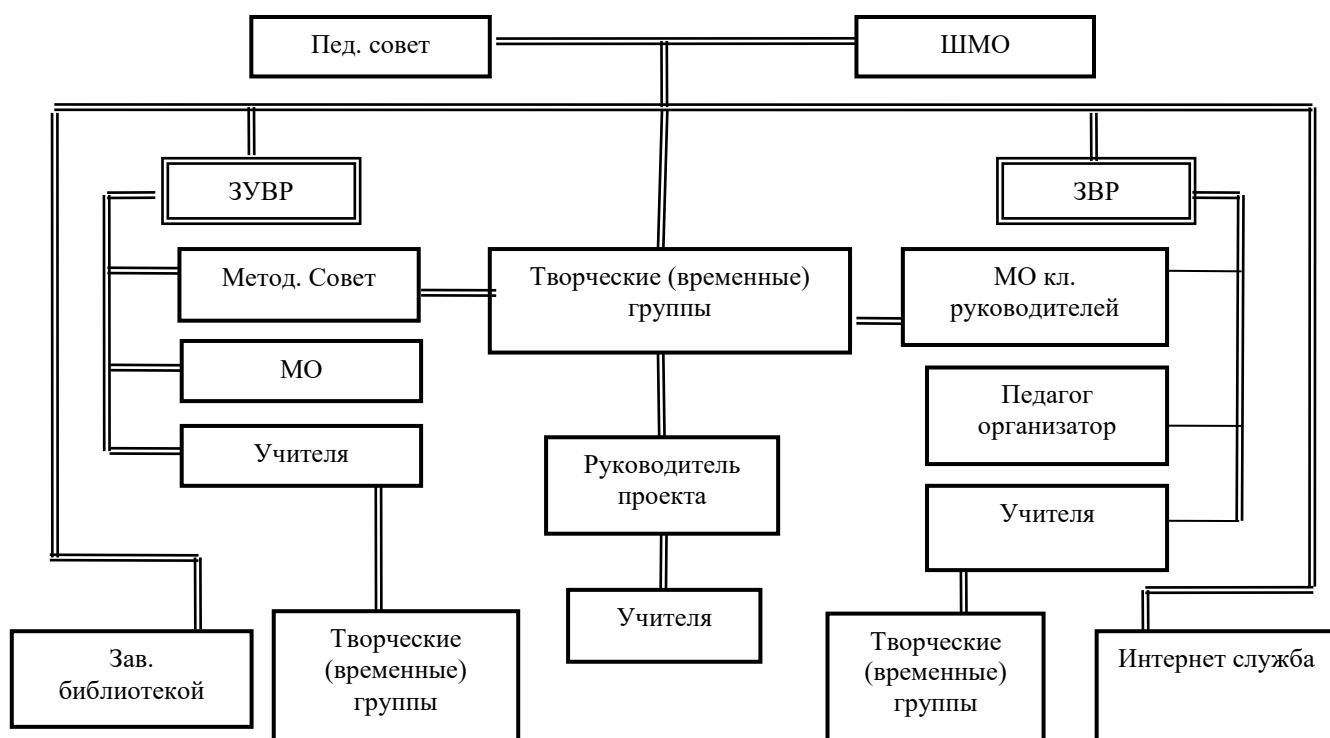 Пед. совет
ШМО
ЗУВР
ЗВР
Метод. Совет
Творческие (временные)
группы
МО кл.
руководителей
МО
Педагог
организатор
Учителя
Руководитель
проекта
Учителя
Учителя
Зав.
библиотекой
Творческие
(временные)
группы
Творческие
(временные)
группы
Интернет служба